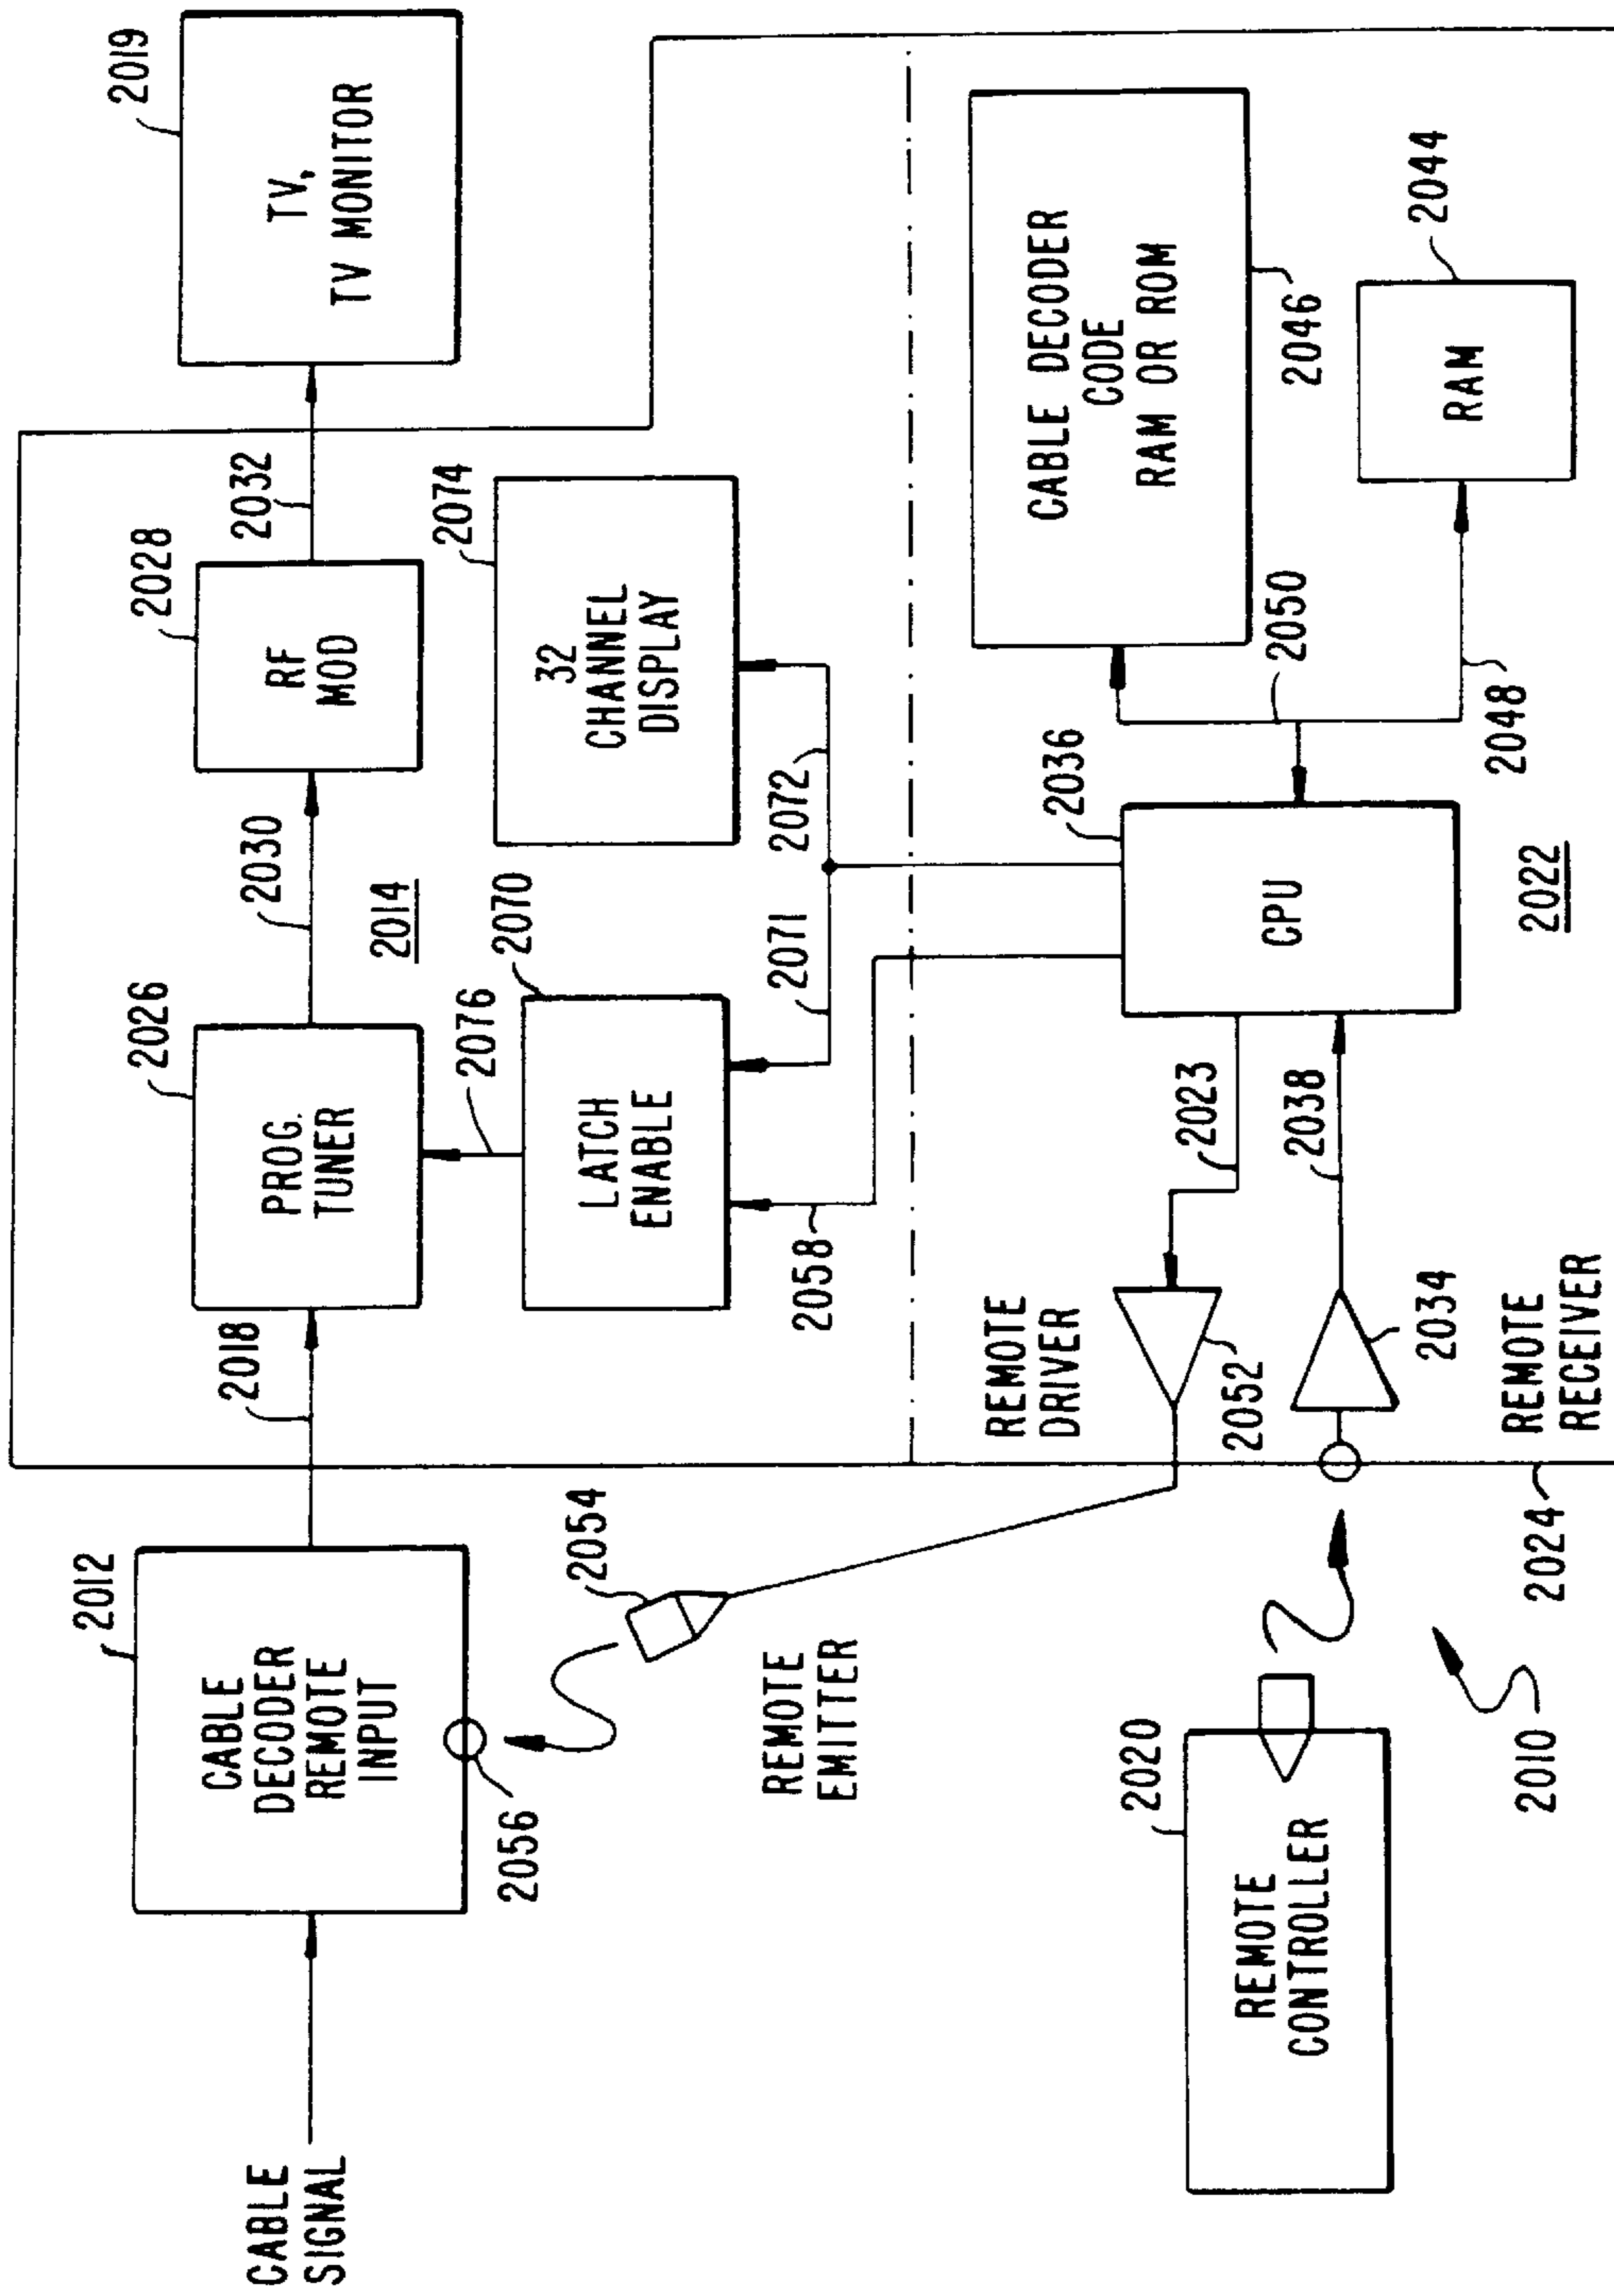 CABLE
SIGNAL
2012
CABLE
DECODER
REMOTE
INPUT
2056
2054
REMOTE
EMITTER
2018
2026
PROG.
TUNER
2030
2014
2028
RF
MOD
2032
2019
TV,
TV MONITOR
2076
2070
LATCH
ENABLE
2058
2071
2072
2074
32
CHANNEL
DISPLAY
REMOTE
DRIVER
2052
2023
2036
CPU
2022
2050
CABLE DECODER
CODE
RAM OR ROM
2046
2044
RAM
2048
2038
2034
REMOTE
RECEIVER
2024
2020
REMOTE
CONTROLLER
2010